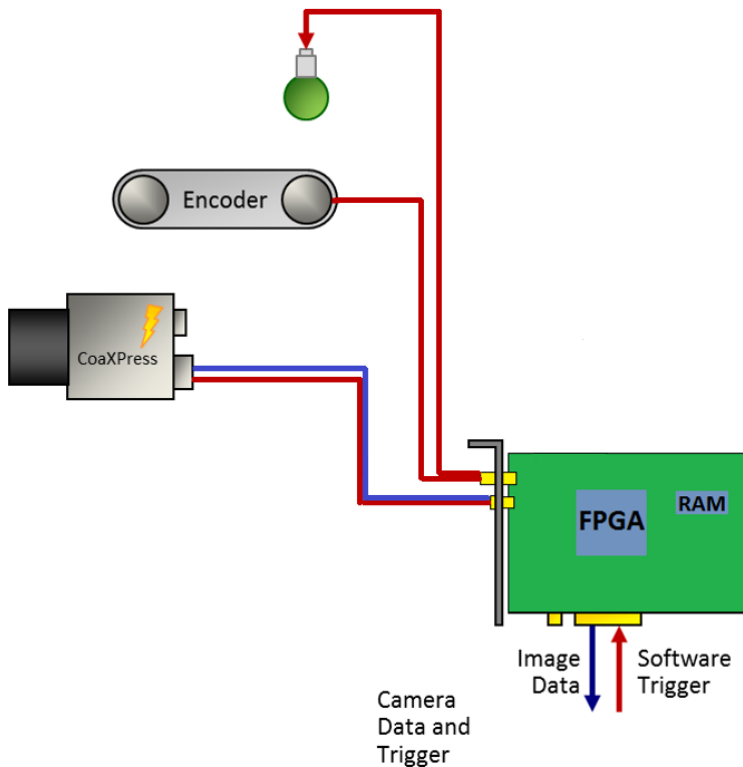 Encoder
CoaXPress
FPGA
RAM
Image
Data
Software
Trigger
Camera
Data and
Trigger